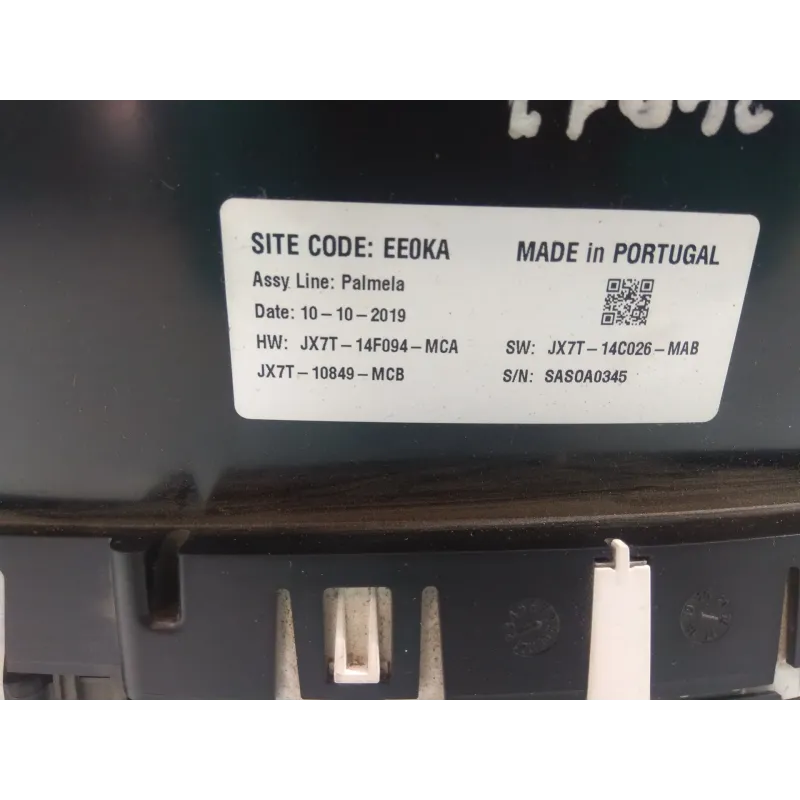 SITE CODE: EE0KA
MADE in PORTUGAL
Assy Line: Palmela
Date: 10-10-2019
HW: JX7T-14F094-MCA
SW: JX7T-14C026-MAB
JX7T-10849-MCB
S/N: SASOA0345